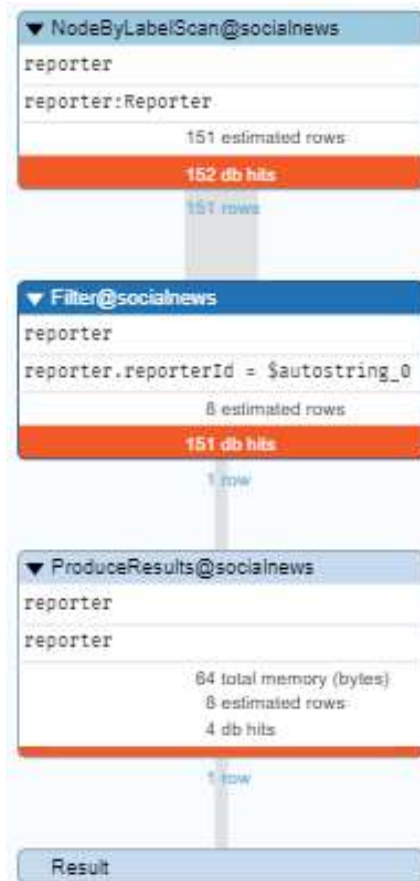 ▼ NodeByLabelScan@socialnews
reporter
reporter:Reporter
151 estimated rows
152 db hits
151 rows
▼ Filter@socialnews
reporter
reporter.reporterId = $autostring_0
8 estimated rows
151 db hits
1 row
▼ ProduceResults@socialnews
reporter
reporter
64 total memory (bytes)
8 estimated rows
4 db hits
1 row
Result